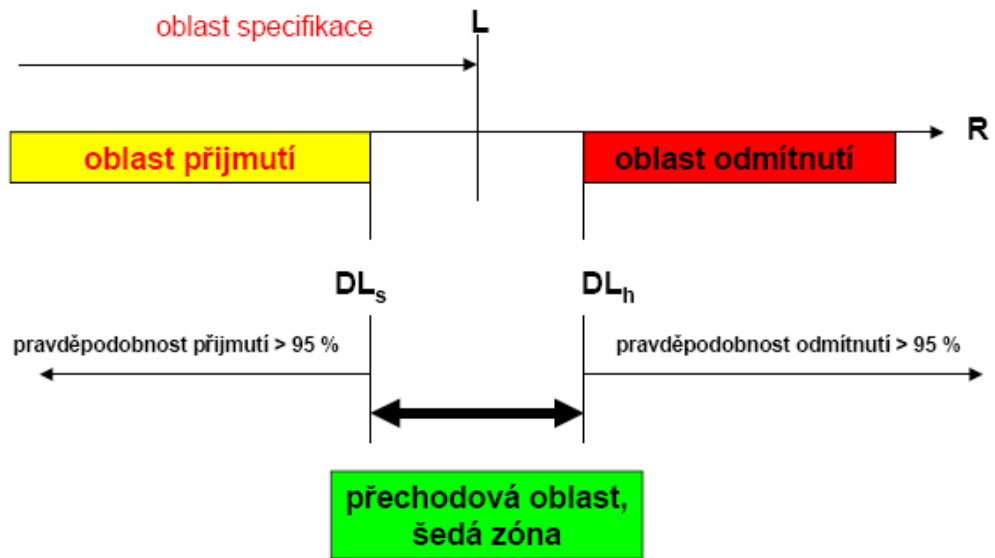 oblast specifikace
L
R
oblast přijmutí
oblast odmítnutí
DLs
DLh
pravděpodobnost přijmutí > 95 %
pravděpodobnost odmítnutí > 95 %
přechodová oblast,
šedá zóna